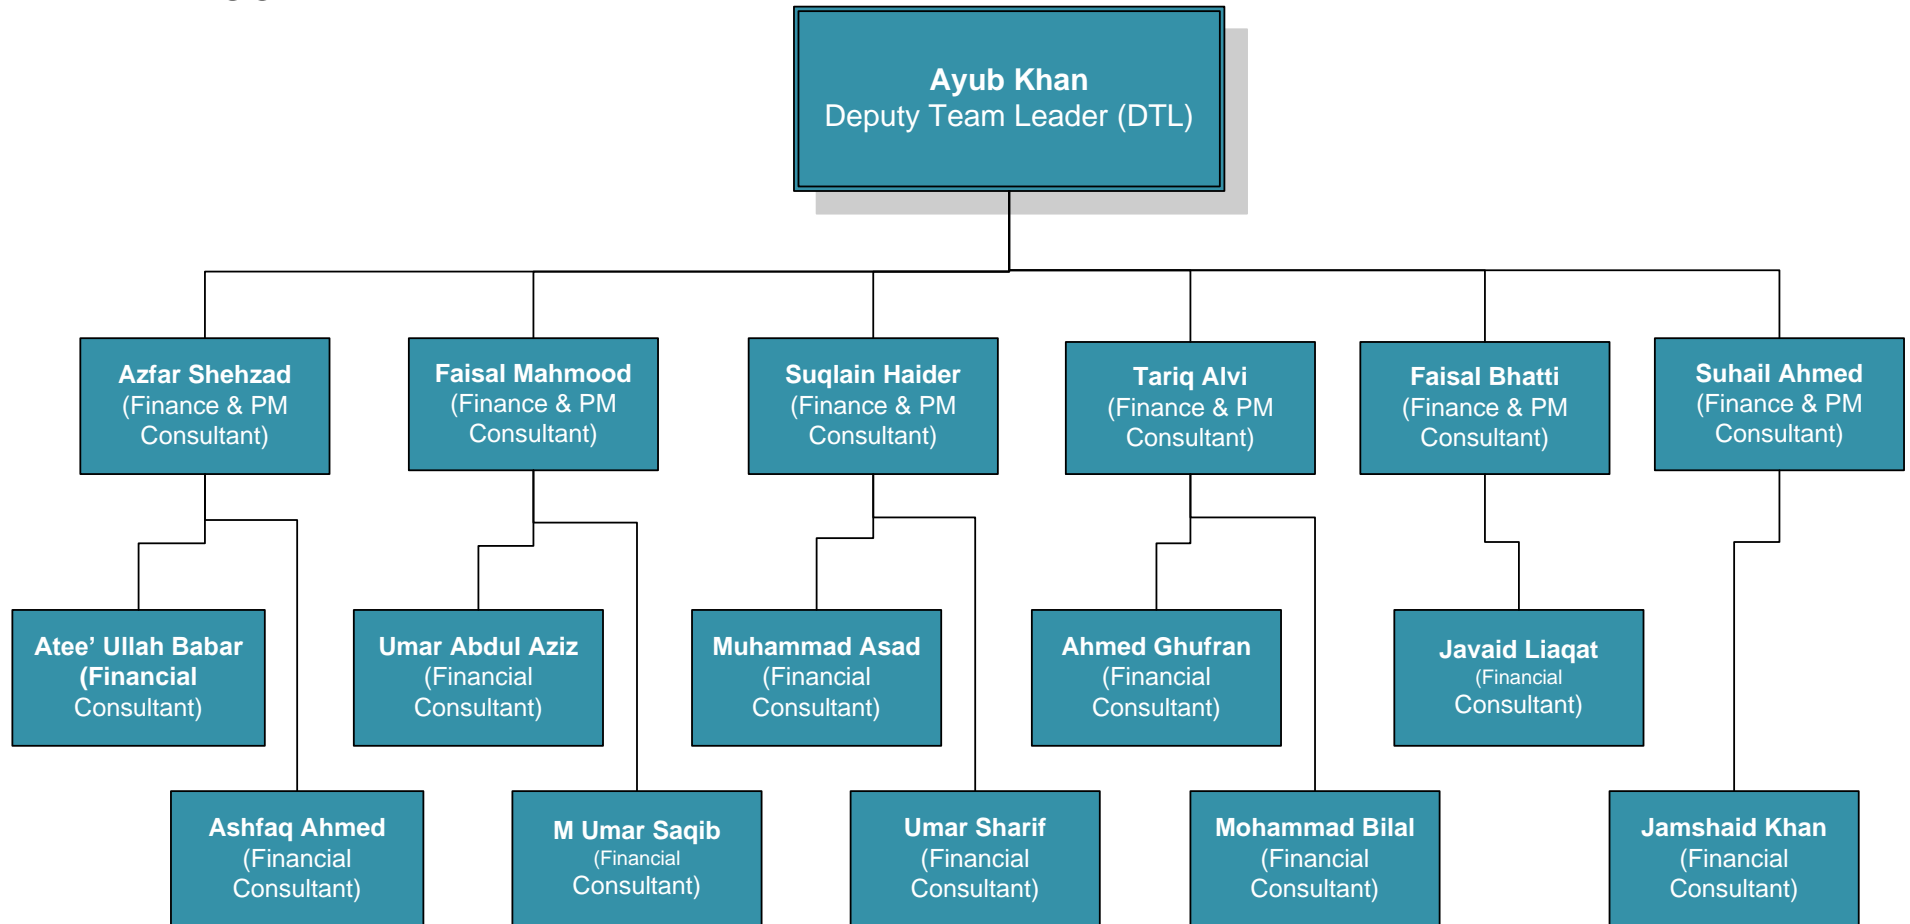 Ayub Khan
Deputy Team Leader (DTL)
Azfar Shehzad
(Finance & PM
Consultant)
Faisal Mahmood
(Finance & PM
Consultant)
Suqlain Haider
(Finance & PM
Consultant)
Tariq Alvi
(Finance & PM
Consultant)
Faisal Bhatti
(Finance & PM
Consultant)
Suhail Ahmed
(Finance & PM
Consultant)
Atee’ Ullah Babar
(Financial
Consultant)
Umar Abdul Aziz
(Financial
Consultant)
Muhammad Asad
(Financial
Consultant)
Ahmed Ghufran
(Financial
Consultant)
Javaid Liaqat
(Financial
Consultant)
Ashfaq Ahmed
(Financial
Consultant)
M Umar Saqib
(Financial
Consultant)
Umar Sharif
(Financial
Consultant)
Mohammad Bilal
(Financial
Consultant)
Jamshaid Khan
(Financial
Consultant)